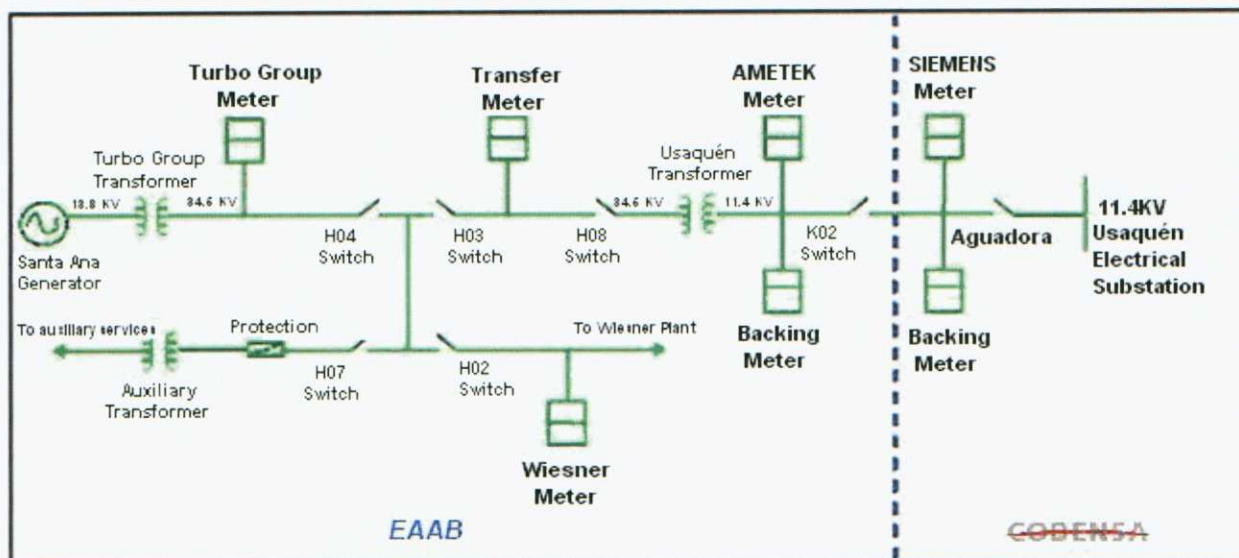 Turbo Group
Meter
Transfer
Meter
AMETEK
Meter
SIEMENS
Meter
Turbo Group
Transformer
Usaquén
Transformer
13.8 KV
34.5 KV
34.5 KV
11.4 KV
Santa Ana
Generator
H04
Switch
H03
Switch
H08
Switch
K02
Switch
Aguadora
11.4KV
Usaquén
Electrical
Substation
To auxiliary services
Protection
To Wiesner Plant
Backing
Meter
Backing
Meter
Auxiliary
Transformer
H07
Switch
H02
Switch
Wiesner
Meter
EAAB
CODENSA